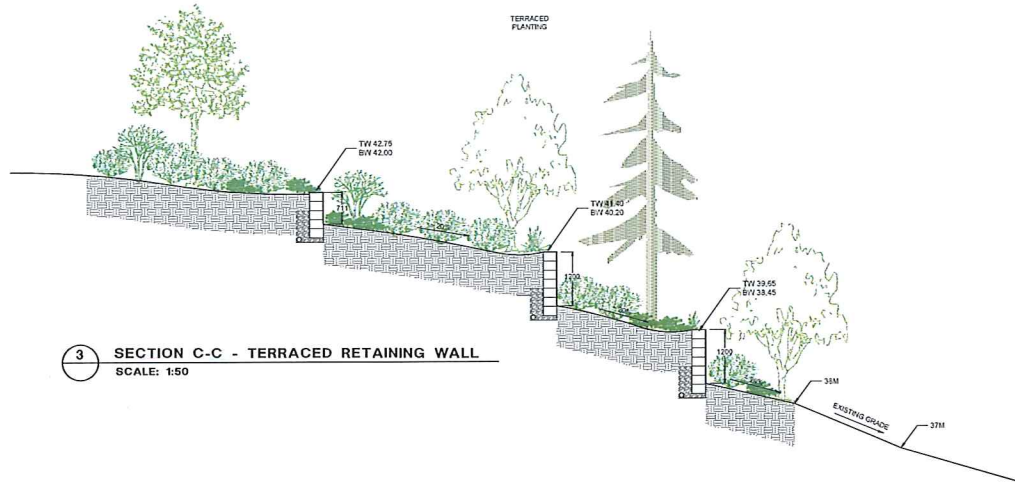 TERRACED
PLANTING
TW 42.75
BW 42.00
711
TW 41.40
BW 40.20
1200
TW 39.65
BW 38.45
1200
3
SECTION C-C - TERRACED RETAINING WALL
SCALE: 1:50
38M
EXISTING GRADE
37M